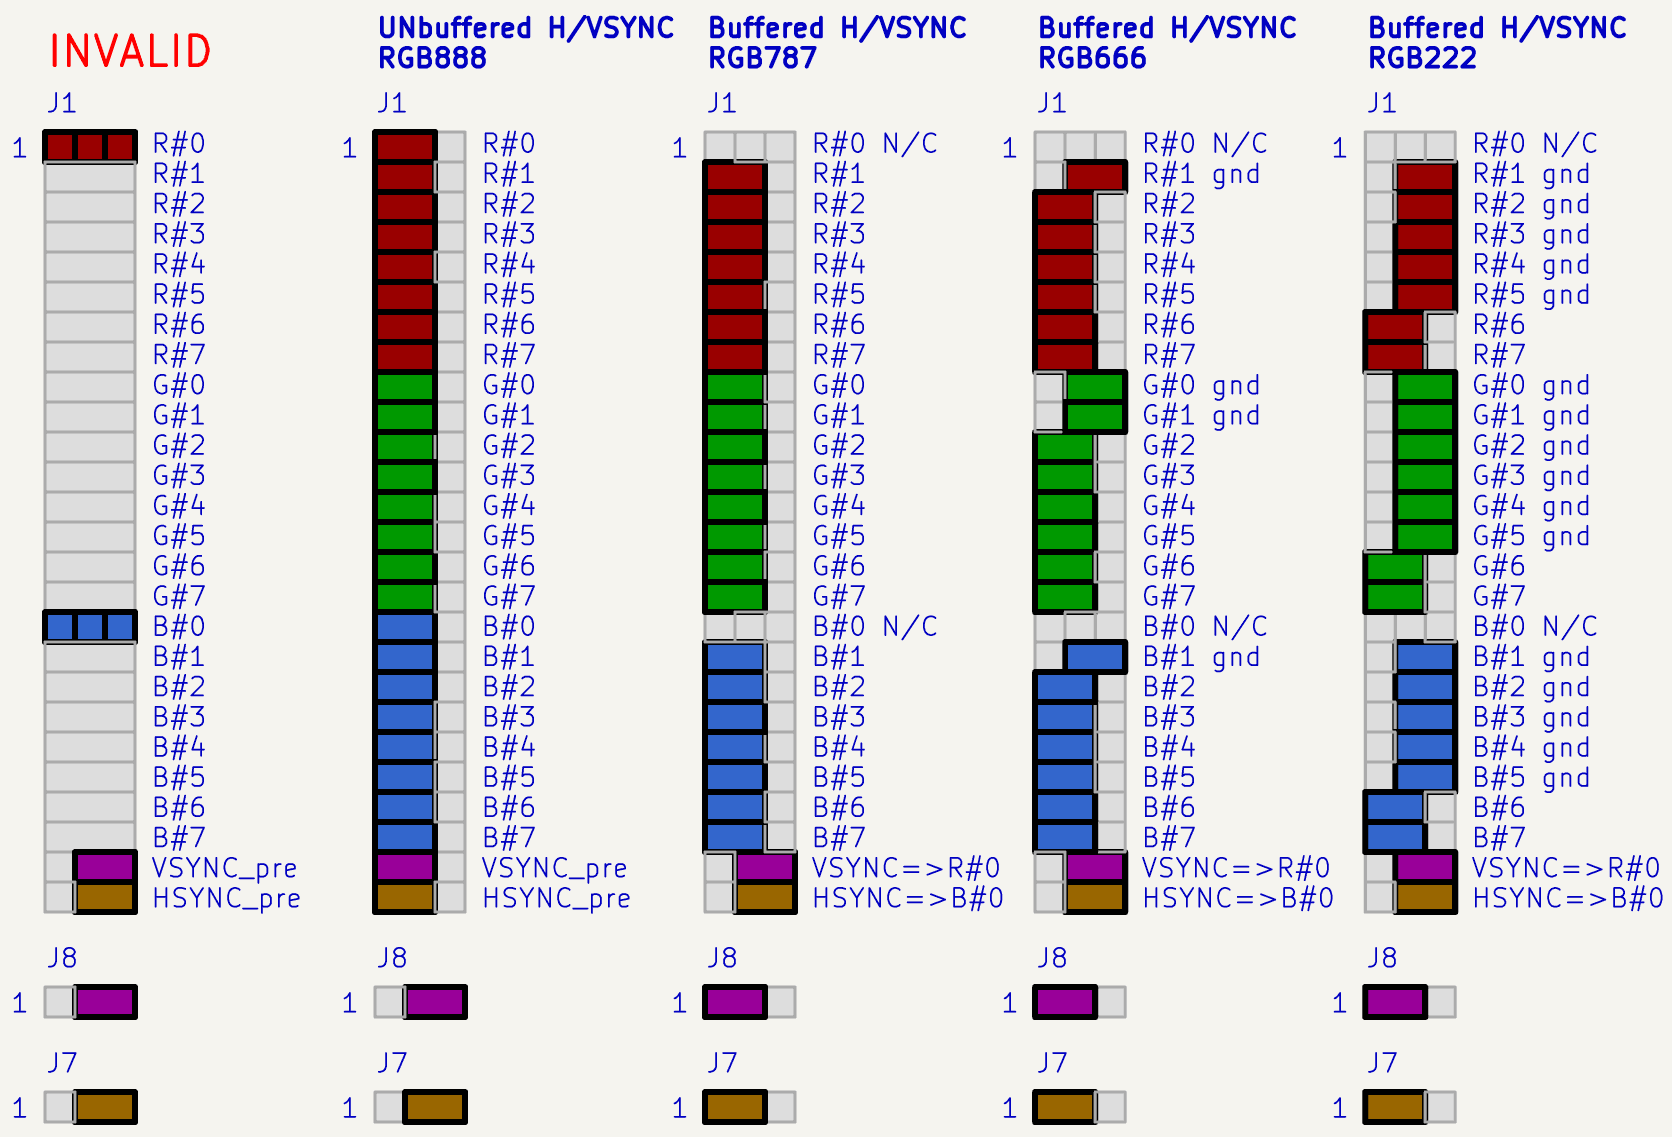 INVALID
J1
1
R#0
R#1
R#2
R#3
R#4
R#5
R#6
R#7
G#0
G#1
G#2
G#3
G#4
G#5
G#6
G#7
B#0
B#1
B#2
B#3
B#4
B#5
B#6
B#7
VSYNC_pre
HSYNC_pre
J8
1
J7
1
UNbuffered H/VSYNC
RGB888
J1
1
R#0
R#1
R#2
R#3
R#4
R#5
R#6
R#7
G#0
G#1
G#2
G#3
G#4
G#5
G#6
G#7
B#0
B#1
B#2
B#3
B#4
B#5
B#6
B#7
VSYNC_pre
HSYNC_pre
J8
1
J7
1
Buffered H/VSYNC
RGB787
J1
1
R#0 N/C
R#1
R#2
R#3
R#4
R#5
R#6
R#7
G#0
G#1
G#2
G#3
G#4
G#5
G#6
G#7
B#0 N/C
B#1
B#2
B#3
B#4
B#5
B#6
B#7
VSYNC=>R#0
HSYNC=>B#0
J8
1
J7
1
Buffered H/VSYNC
RGB666
J1
1
R#0 N/C
R#1 gnd
R#2
R#3
R#4
R#5
R#6
R#7
G#0 gnd
G#1 gnd
G#2
G#3
G#4
G#5
G#6
G#7
B#0 N/C
B#1 gnd
B#2
B#3
B#4
B#5
B#6
B#7
VSYNC=>R#0
HSYNC=>B#0
J8
1
J7
1
Buffered H/VSYNC
RGB222
J1
1
R#0 N/C
R#1 gnd
R#2 gnd
R#3 gnd
R#4 gnd
R#5 gnd
R#6
R#7
G#0 gnd
G#1 gnd
G#2 gnd
G#3 gnd
G#4 gnd
G#5 gnd
G#6
G#7
B#0 N/C
B#1 gnd
B#2 gnd
B#3 gnd
B#4 gnd
B#5 gnd
B#6
B#7
VSYNC=>R#0
HSYNC=>B#0
J8
1
J7
1